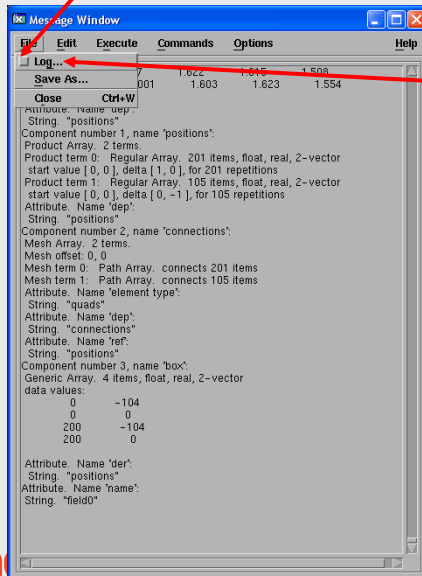 Message Window
File Edit Execute Commands Options Help
Log...
Save As...
Close Ctrl+W
7 1.622 1.615 1.508
001 1.603 1.623 1.554
Attribute. Name 'dep':
String. "positions"
Component number 1, name 'positions':
Product Array. 2 terms.
Product term 0: Regular Array. 201 items, float, real, 2-vector
start value [ 0, 0 ], delta [ 1, 0 ], for 201 repetitions
Product term 1: Regular Array. 105 items, float, real, 2-vector
start value [ 0, 0 ], delta [ 0, -1 ], for 105 repetitions
Attribute. Name 'dep':
String. "positions"
Component number 2, name 'connections':
Mesh Array. 2 terms.
Mesh offset: 0, 0
Mesh term 0: Path Array. connects 201 items
Mesh term 1: Path Array. connects 105 items
Attribute. Name 'element type':
String. "quads"
Attribute. Name 'dep':
String. "connections"
Attribute. Name 'ref':
String. "positions"
Component number 3, name 'box':
Generic Array. 4 items, float, real, 2-vector
data values:
0 -104
0 0
200 -104
200 0
Attribute. Name 'der':
String. "positions"
Attribute. Name 'name':
String. "field0"